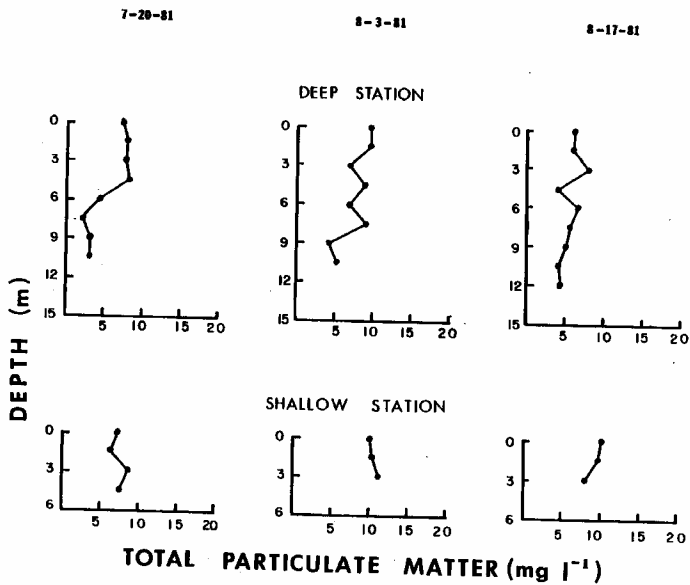 7-20-81 8-3-81 8-17-81
DEEP STATION
0 0 0
3 3 3
6 6 6
9 9 9
12 12 12
15 15 15
5 10 15 20 5 10 15 20 5 10 15 20
DEPTH (m)
SHALLOW STATION
0 0 0
3 3 3
6 6 6
5 10 15 20 5 10 15 20 5 10 15 20
TOTAL PARTICULATE MATTER (mg l⁻¹)